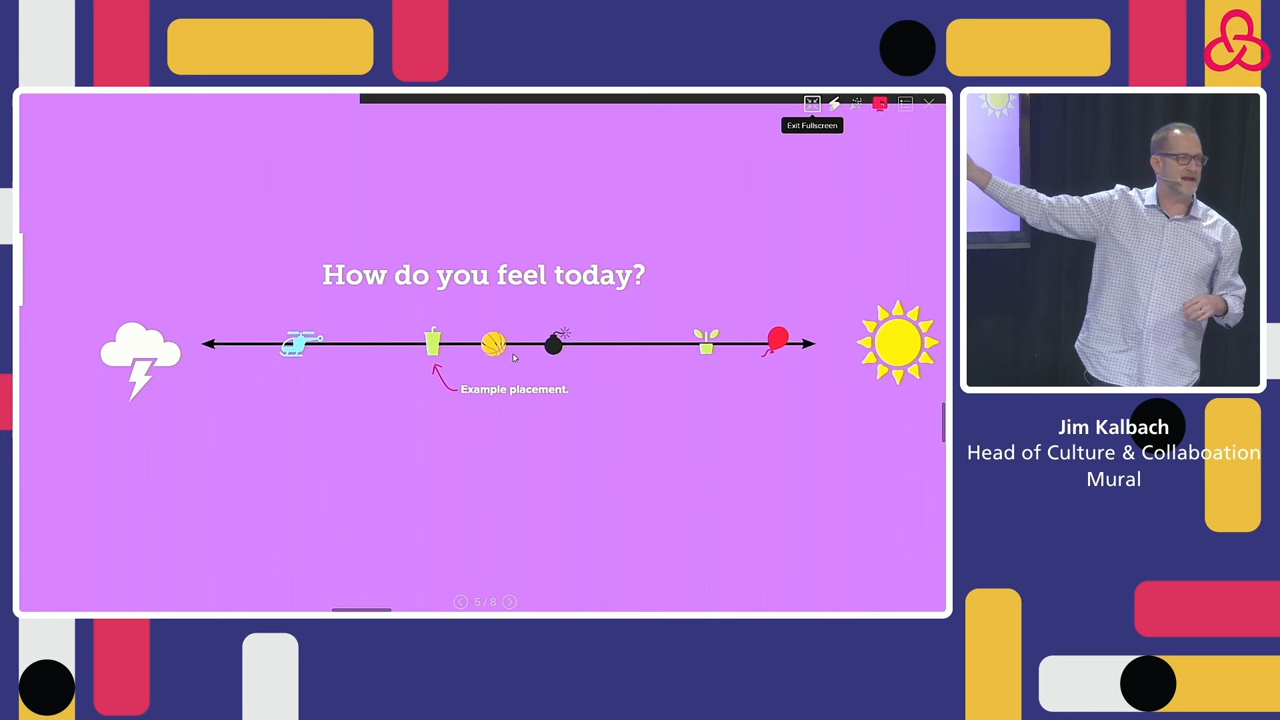 Exit Fullscreen
How do you feel today?
Example placement.
5 / 8
Jim Kalbach
Head of Culture & Collaboation
Mural